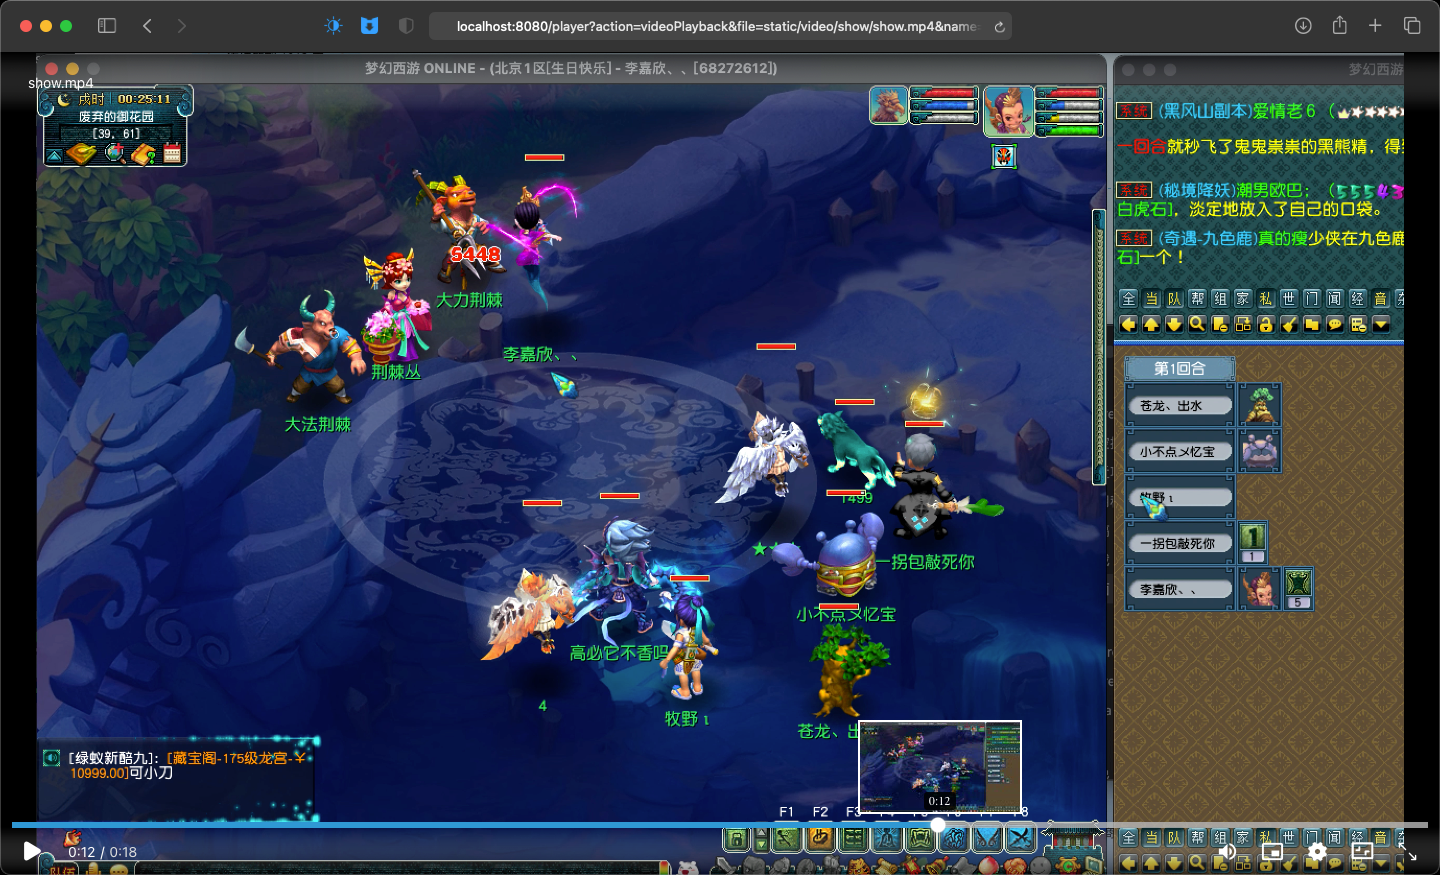 localhost:8080/player?action=videoPlayback&file=static/video/show/show.mp4&name=
梦幻西游 ONLINE - (北京1区[生日快乐] - 李嘉欣、、[68272612])
梦幻西游
show.mp4
戌时 00:25:11
废弃的御花园
[39, 61]
系统 (黑风山副本)爱情老6（
一回合就秒飞了鬼鬼祟祟的黑熊精，得
系统 (秘境降妖)潮男欧巴；（55543
白虎石]，淡定地放入了自己的口袋。
系统 (奇遇-九色鹿)真的瘦少侠在九色鹿
石]一个！
全 当 队 帮 组 家 私 世 门 闻 经 音
5448
大力荆棘
李嘉欣、、
荆棘丛
大法荆棘
第1回合
苍龙、出水
小不点乄忆宝
牧野ι
一拐包敲死你
1
1
李嘉欣、、
5
1499
一拐包敲死你
小不点乄忆宝
高必它不香吗
4
牧野ι
苍龙、出
[绿蚁新醅九]：[藏宝阁-175级龙宫-￥
10999.00]可小刀
0:12
F1 F2 F3
全 当 队 帮 组 家 私 世 门 闻 经 音
0:12 / 0:18
队伍